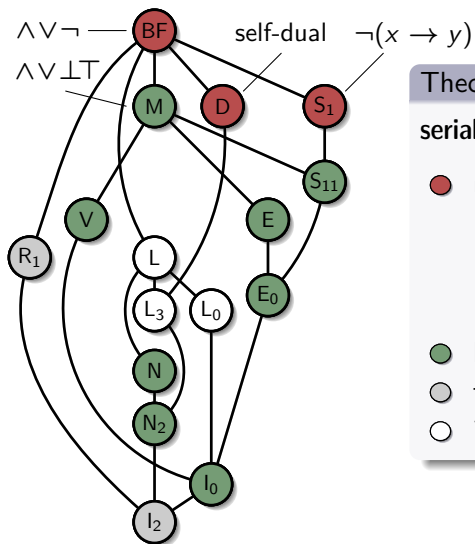 ∧∨¬ BF self-dual ¬(x → y)
∧∨⊥⊤ M D S₁
Theo
serial
S₁₁
V E
R₁ L
L₃ L₀ E₀
N
N₂
I₀
I₂